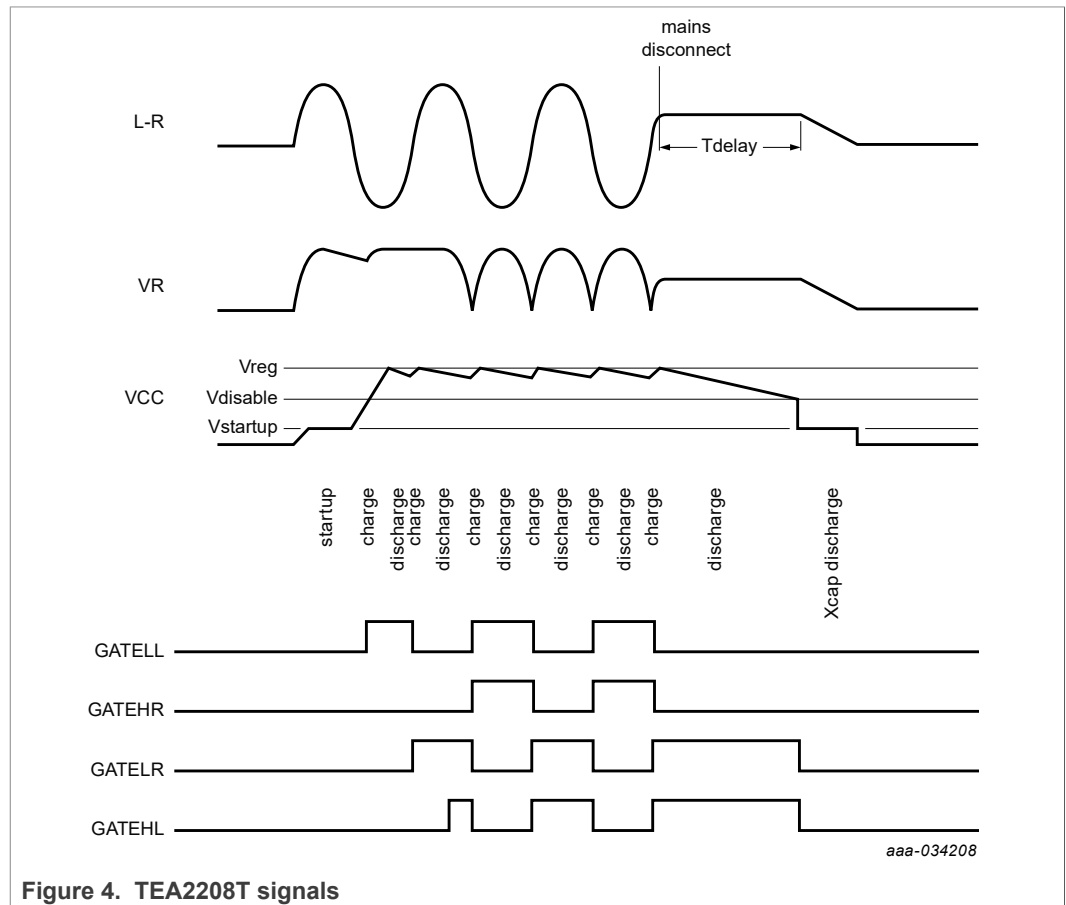 mains
disconnect
L-R
Tdelay
VR
VCC
Vreg
Vdisable
Vstartup
startup
charge
discharge
charge
discharge
charge
discharge
charge
discharge
charge
discharge
charge
discharge
Xcap discharge
GATELL
GATEHR
GATELR
GATEHL
aaa-034208
Figure 4. TEA2208T signals